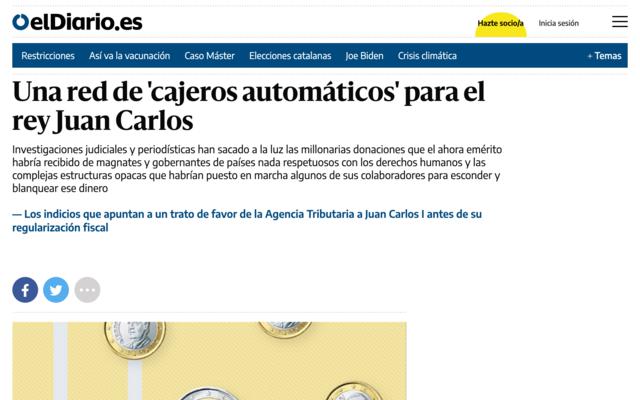 elDiario.es
Hazte socio/a
Inicia sesión
Restricciones Así va la vacunación Caso Máster Elecciones catalanas Joe Biden Crisis climática + Temas
Una red de 'cajeros automáticos' para el
rey Juan Carlos
Investigaciones judiciales y periodísticas han sacado a la luz las millonarias donaciones que el ahora emérito
habría recibido de magnates y gobernantes de países nada respetuosos con los derechos humanos y las
complejas estructuras opacas que habrían puesto en marcha algunos de sus colaboradores para esconder y
blanquear ese dinero
— Los indicios que apuntan a un trato de favor de la Agencia Tributaria a Juan Carlos I antes de su
regularización fiscal